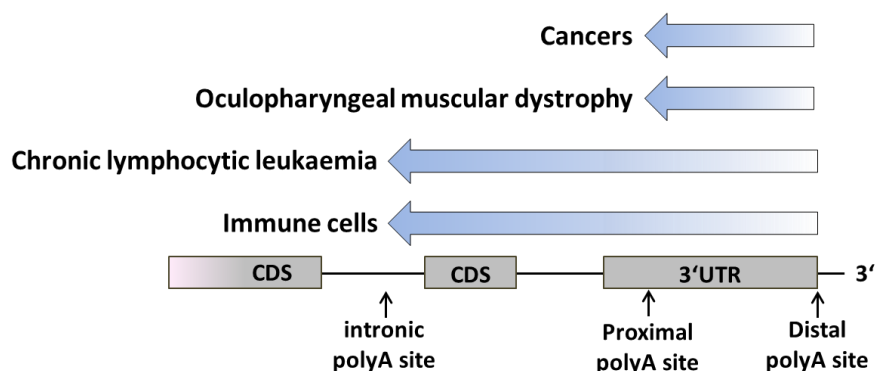 Cancers
Oculopharyngeal muscular dystrophy
Chronic lymphocytic leukaemia
Immune cells
CDS
CDS
3‘UTR
3‘
intronic
polyA site
Proximal
polyA site
Distal
polyA site